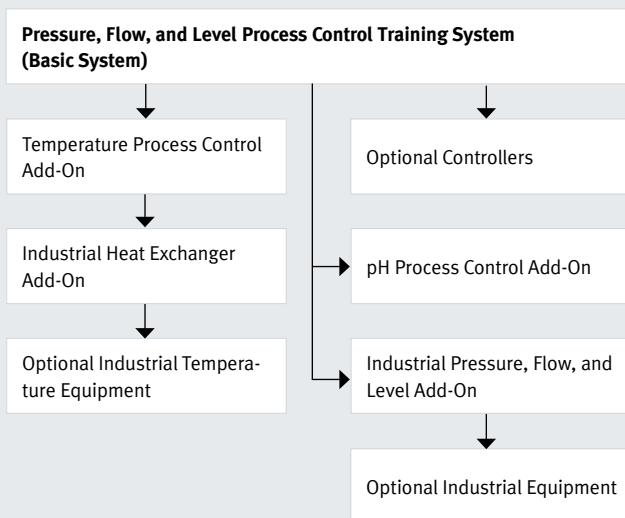 Pressure, Flow, and Level Process Control Training System
(Basic System)
Temperature Process Control
Add-On
Optional Controllers
Industrial Heat Exchanger
Add-On
pH Process Control Add-On
Optional Industrial Tempera-
ture Equipment
Industrial Pressure, Flow, and
Level Add-On
Optional Industrial Equipment